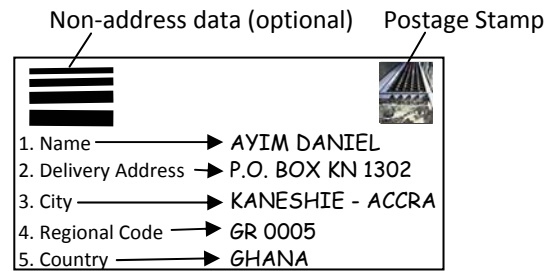 Non-address data (optional) Postage Stamp
1. Name AYIM DANIEL
2. Delivery Address P.O. BOX KN 1302
3. City KANESHIE - ACCRA
4. Regional Code GR 0005
5. Country GHANA